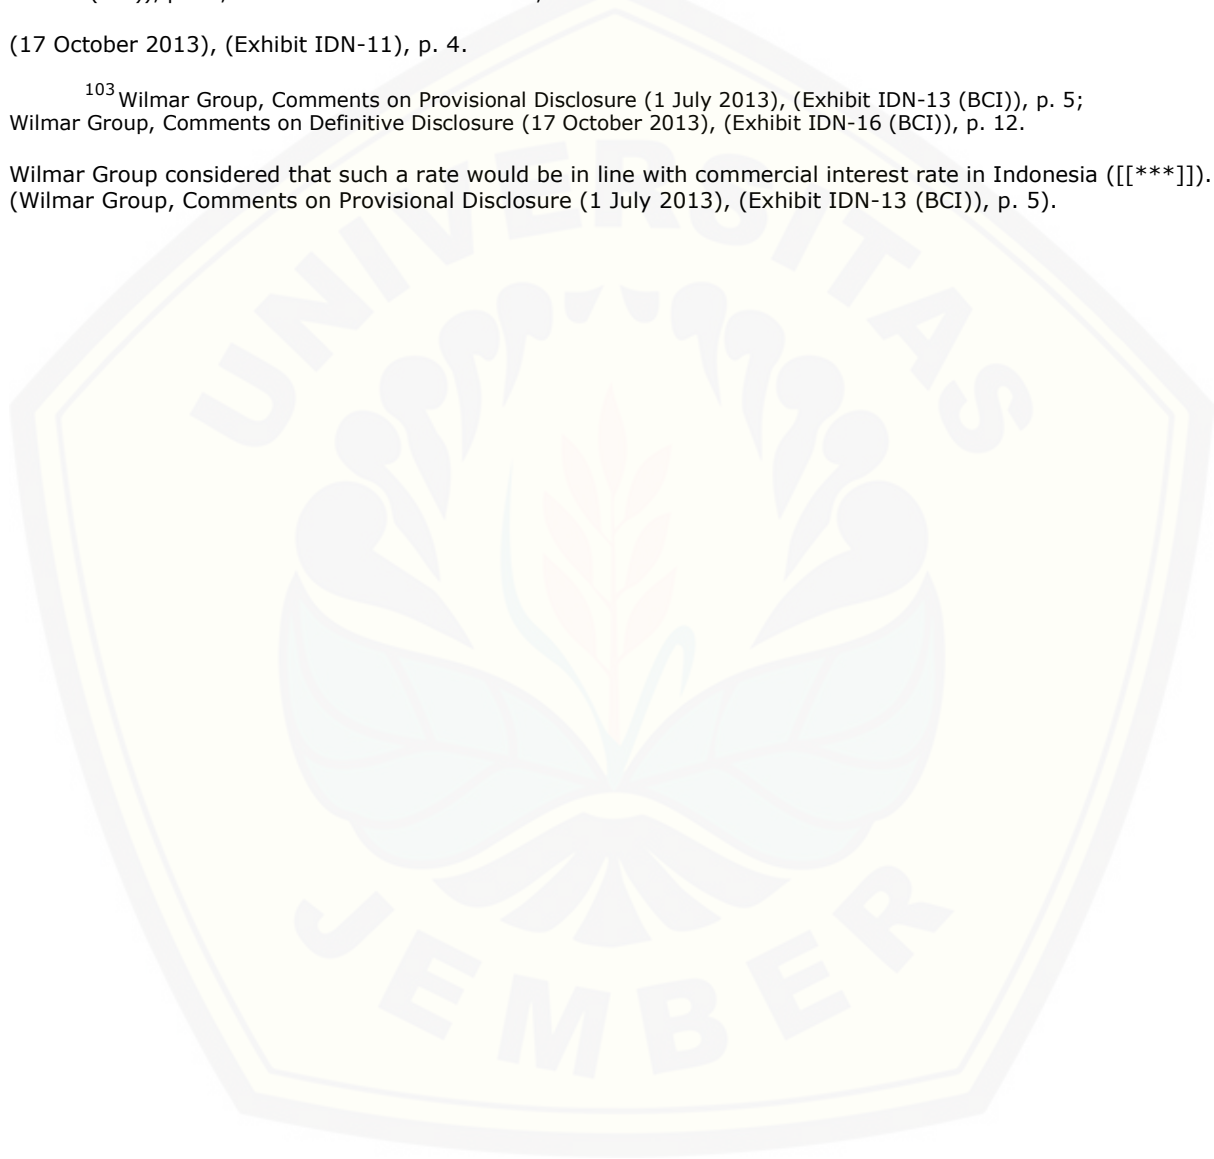 (17 October 2013), (Exhibit IDN-11), p. 4.
103 Wilmar Group, Comments on Provisional Disclosure (1 July 2013), (Exhibit IDN-13 (BCI)), p. 5;
Wilmar Group, Comments on Definitive Disclosure (17 October 2013), (Exhibit IDN-16 (BCI)), p. 12.
Wilmar Group considered that such a rate would be in line with commercial interest rate in Indonesia ([[***]]).
(Wilmar Group, Comments on Provisional Disclosure (1 July 2013), (Exhibit IDN-13 (BCI)), p. 5).
UNIVERSITAS
JEMBER